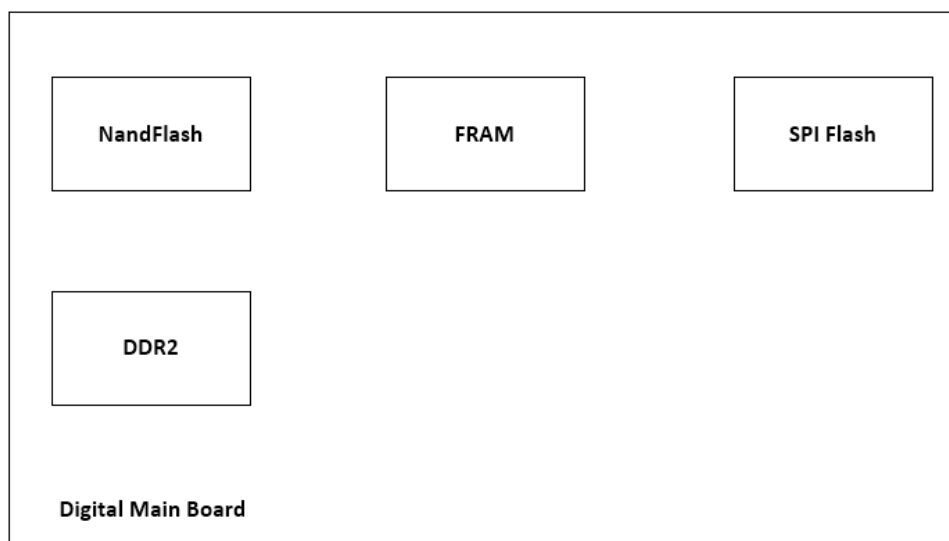 NandFlash
FRAM
SPI Flash
DDR2
Digital Main Board